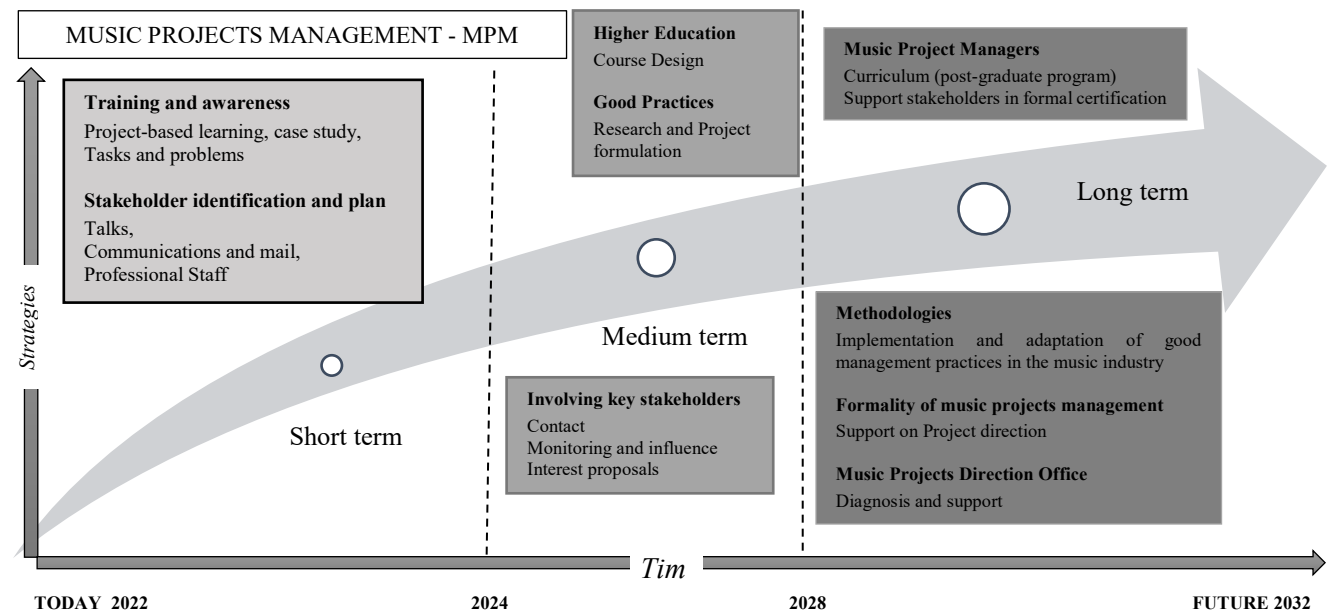 MUSIC PROJECTS MANAGEMENT - MPM
Training and awareness
Project-based learning, case study,
Tasks and problems
Stakeholder identification and plan
Talks,
Communications and mail,
Professional Staff
Higher Education
Course Design
Good Practices
Research and Project
formulation
Music Project Managers
Curriculum (post-graduate program)
Support stakeholders in formal certification
Long term
Strategies
Medium term
Short term
Involving key stakeholders
Contact
Monitoring and influence
Interest proposals
Methodologies
Implementation and adaptation of good
management practices in the music industry
Formality of music projects management
Support on Project direction
Music Projects Direction Office
Diagnosis and support
Tim
TODAY 2022
2024
2028
FUTURE 2032